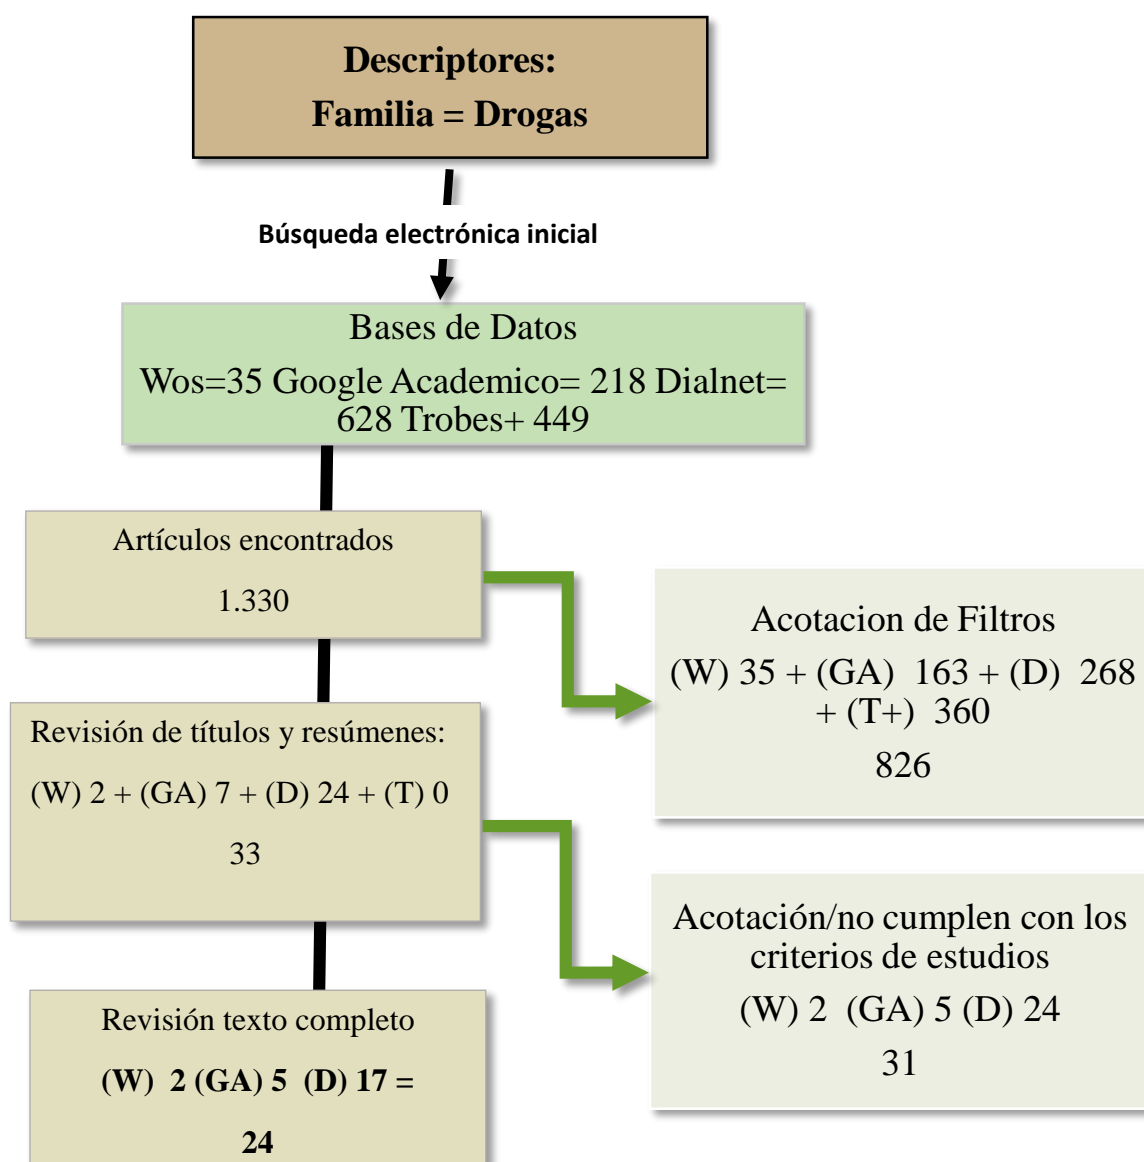 Descriptores:
Familia = Drogas
Búsqueda electrónica inicial
Bases de Datos
Wos=35 Google Academico= 218 Dialnet=
628 Trobes+ 449
Artículos encontrados
1.330
Acotacion de Filtros
(W) 35 + (GA) 163 + (D) 268
+ (T+) 360
826
Revisión de títulos y resúmenes:
(W) 2 + (GA) 7 + (D) 24 + (T) 0
33
Acotación/no cumplen con los
criterios de estudios
(W) 2 (GA) 5 (D) 24
31
Revisión texto completo
(W) 2 (GA) 5 (D) 17 =
24